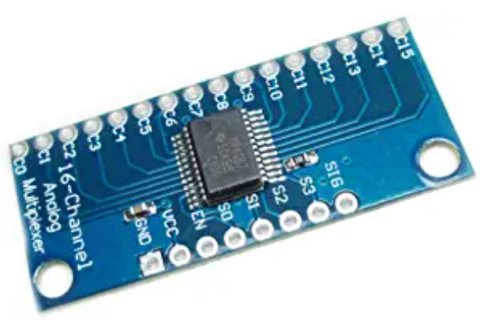 C0 C1 C2 C3 C4 C5 C6 C7 C8 C9 C10 C11 C12 C13 C14 C15
16-Channel
Analog
Multiplexer
GND VCC EN S0 S1 S2 S3 SIG